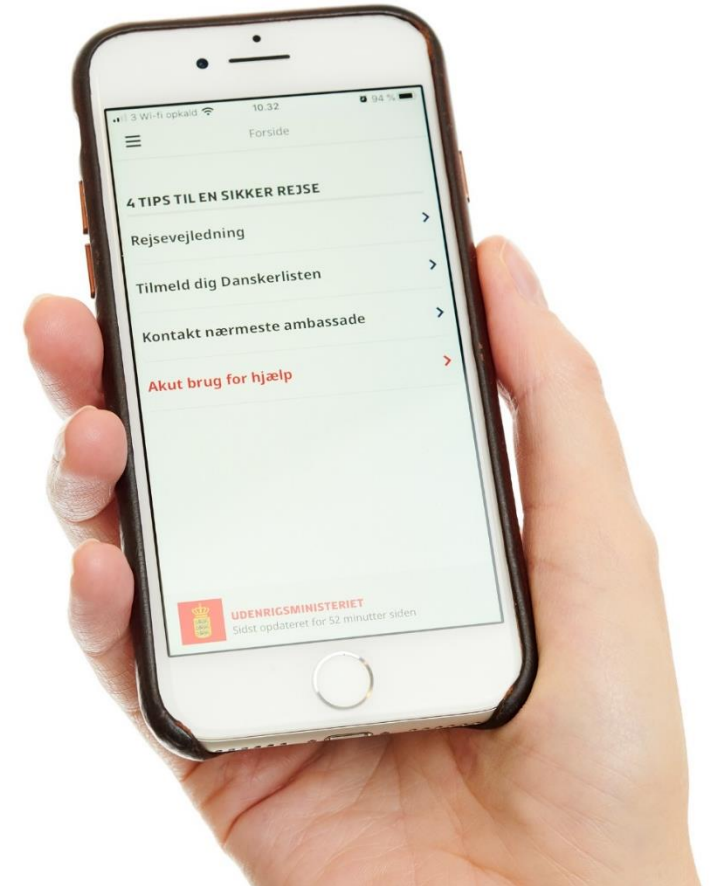 3 Wi-fi opkald 10.32 94 %
Forside
4 TIPS TIL EN SIKKER REJSE
Rejsevejledning
Tilmeld dig Danskerlisten
Kontakt nærmeste ambassade
Akut brug for hjælp
UDENRIGSMINISTERIET
Sidst opdateret for 52 minutter siden